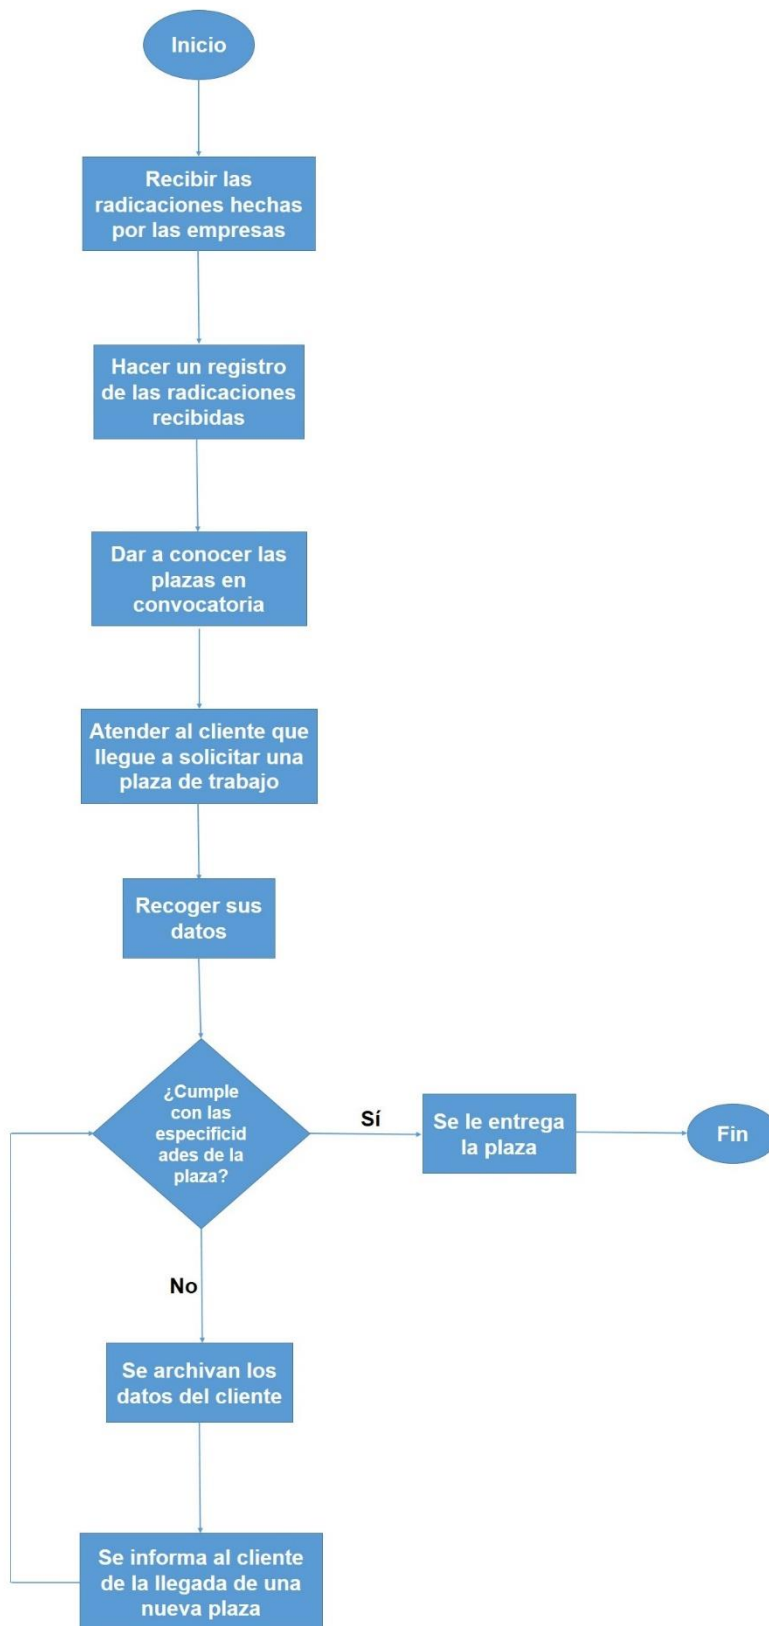 Inicio
Recibir las
radicaciones hechas
por las empresas
Hacer un registro
de las radicaciones
recibidas
Dar a conocer las
plazas en
convocatoria
Atender al cliente que
llegue a solicitar una
plaza de trabajo
Recoger sus
datos
¿Cumple
con las
especificid
ades de la
plaza?
Sí
Se le entrega
la plaza
Fin
No
Se archivan los
datos del cliente
Se informa al cliente
de la llegada de una
nueva plaza